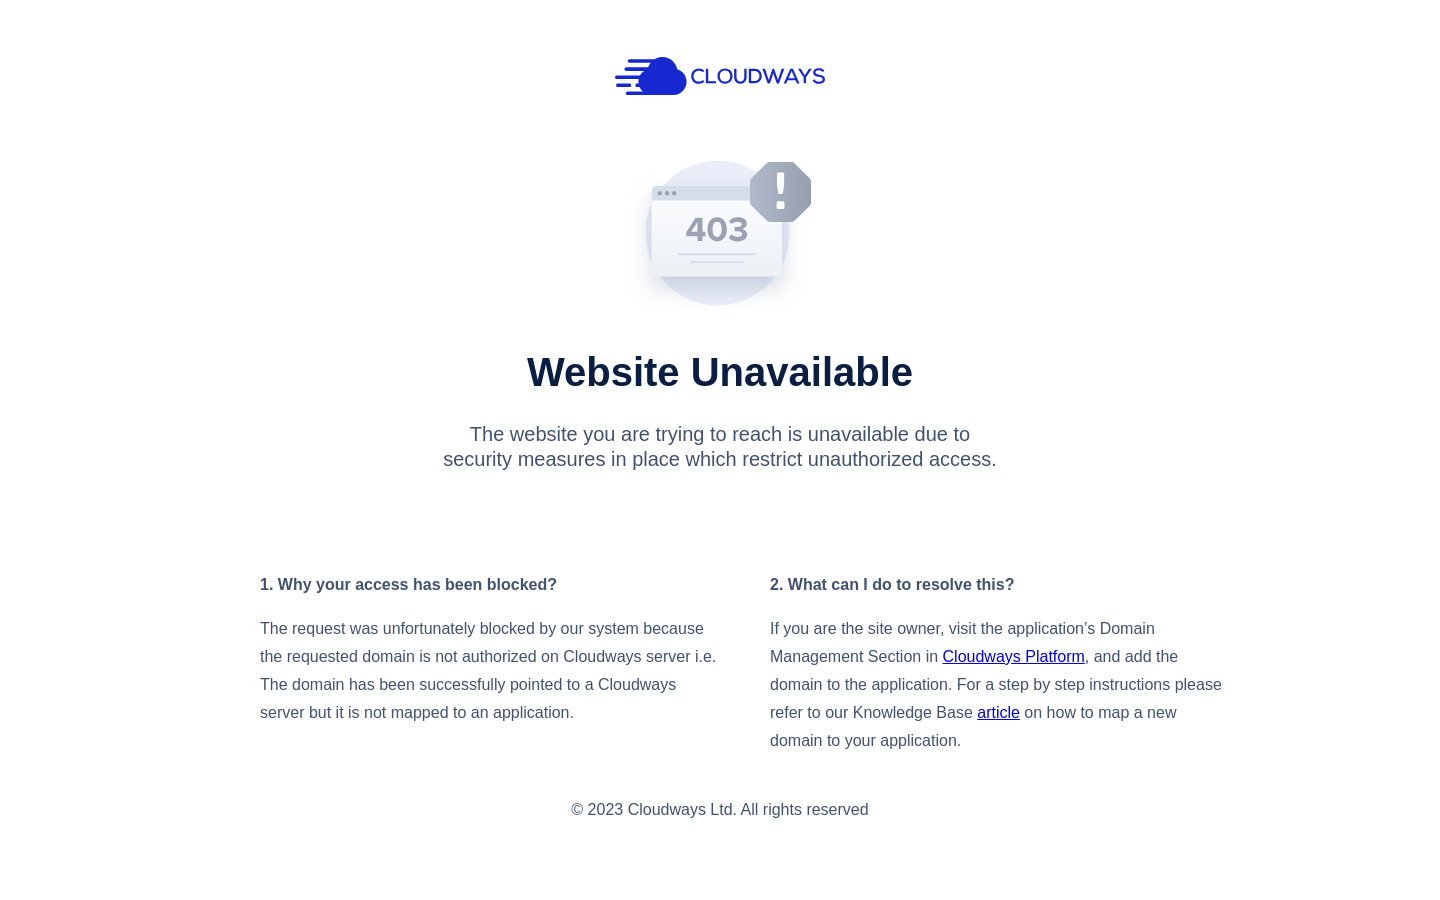 CLOUDWAYS
403
Website Unavailable
The website you are trying to reach is unavailable due to
security measures in place which restrict unauthorized access.
1. Why your access has been blocked?
The request was unfortunately blocked by our system because
the requested domain is not authorized on Cloudways server i.e.
The domain has been successfully pointed to a Cloudways
server but it is not mapped to an application.
2. What can I do to resolve this?
If you are the site owner, visit the application’s Domain
Management Section in Cloudways Platform, and add the
domain to the application. For a step by step instructions please
refer to our Knowledge Base article on how to map a new
domain to your application.
© 2023 Cloudways Ltd. All rights reserved